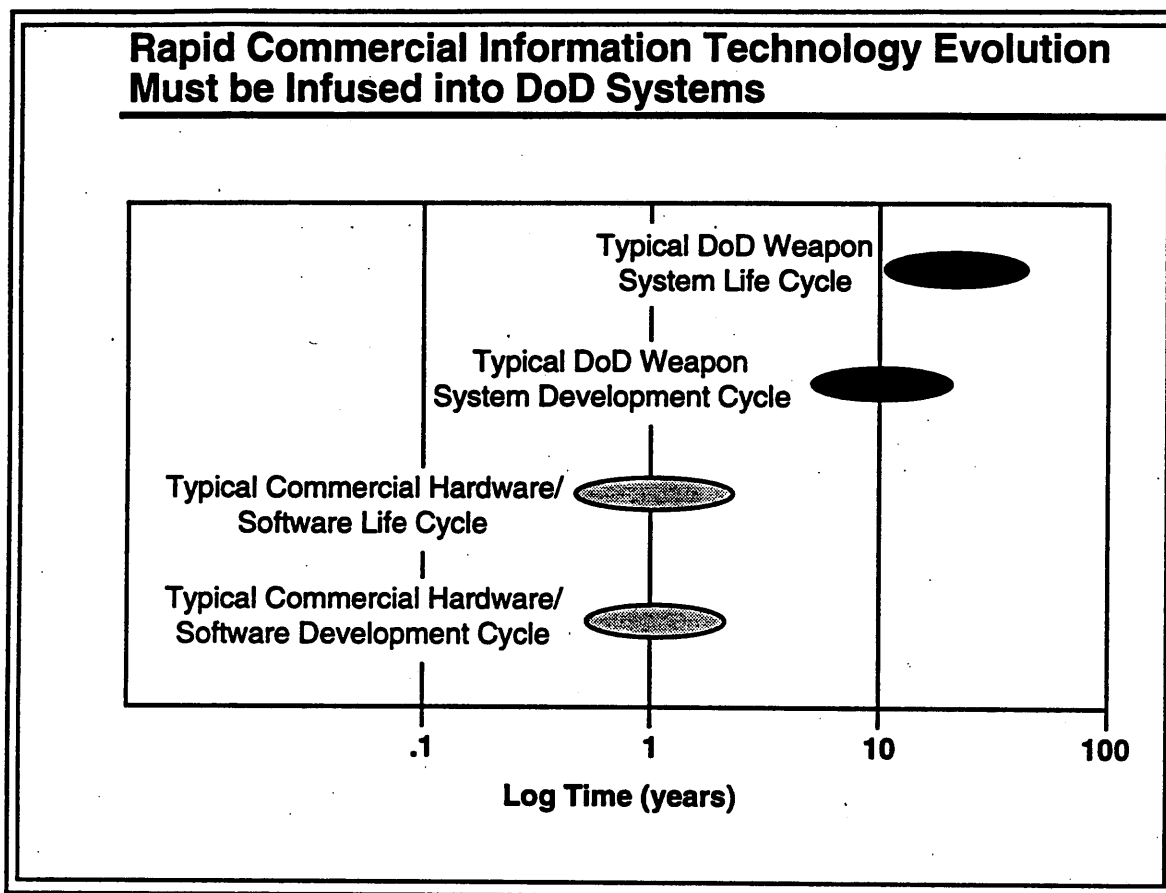 Rapid Commercial Information Technology Evolution
Must be Infused into DoD Systems
Typical DoD Weapon
System Life Cycle
Typical DoD Weapon
System Development Cycle
Typical Commercial Hardware/
Software Life Cycle
Typical Commercial Hardware/
Software Development Cycle
.1 1 10 100
Log Time (years)